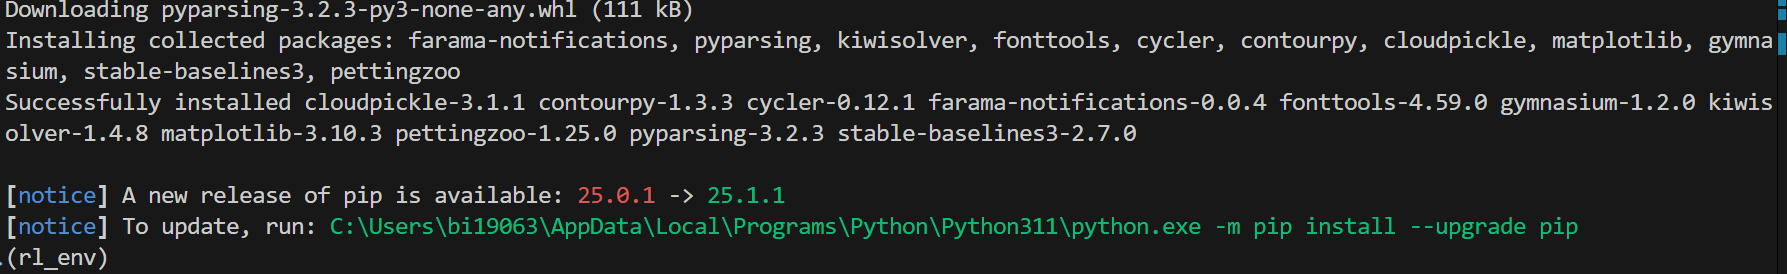 Downloading pyparsing-3.2.3-py3-none-any.whl (111 kB)
Installing collected packages: farama-notifications, pyparsing, kiwisolver, fonttools, cycler, contourpy, cloudpickle, matplotlib, gymna
sium, stable-baselines3, pettingzoo
Successfully installed cloudpickle-3.1.1 contourpy-1.3.3 cycler-0.12.1 farama-notifications-0.0.4 fonttools-4.59.0 gymnasium-1.2.0 kiwis
olver-1.4.8 matplotlib-3.10.3 pettingzoo-1.25.0 pyparsing-3.2.3 stable-baselines3-2.7.0
[notice] A new release of pip is available: 25.0.1 -> 25.1.1
[notice] To update, run: C:\Users\bi19063\AppData\Local\Programs\Python\Python311\python.exe -m pip install --upgrade pip
(rl_env)